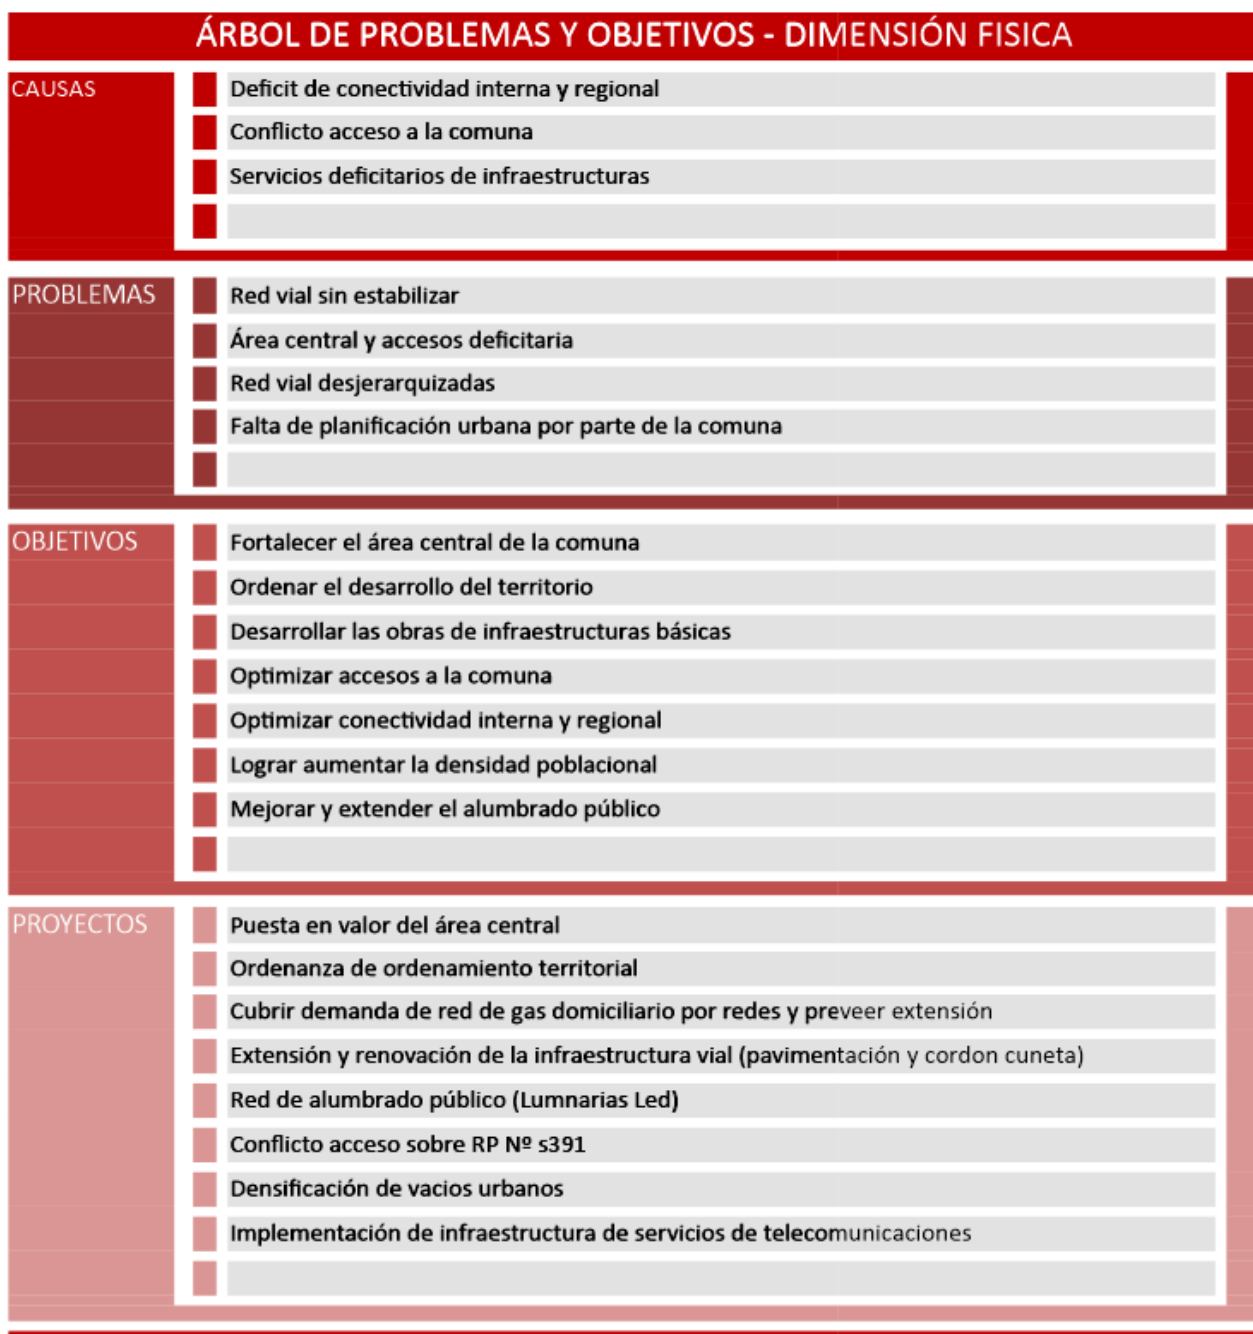 ÁRBOL DE PROBLEMAS Y OBJETIVOS - DIMENSIÓN FISICA
CAUSAS
Deficit de conectividad interna y regional
Conflicto acceso a la comuna
Servicios deficitarios de infraestructuras
PROBLEMAS
Red vial sin estabilizar
Área central y accesos deficitaria
Red vial desjerarquizadas
Falta de planificación urbana por parte de la comuna
OBJETIVOS
Fortalecer el área central de la comuna
Ordenar el desarrollo del territorio
Desarrollar las obras de infraestructuras básicas
Optimizar accesos a la comuna
Optimizar conectividad interna y regional
Lograr aumentar la densidad poblacional
Mejorar y extender el alumbrado público
PROYECTOS
Puesta en valor del área central
Ordenanza de ordenamiento territorial
Cubrir demanda de red de gas domiciliario por redes y preveer extensión
Extensión y renovación de la infraestructura vial (pavimentación y cordon cuneta)
Red de alumbrado público (Lumnarias Led)
Conflicto acceso sobre RP Nº s391
Densificación de vacios urbanos
Implementación de infraestructura de servicios de telecomunicaciones